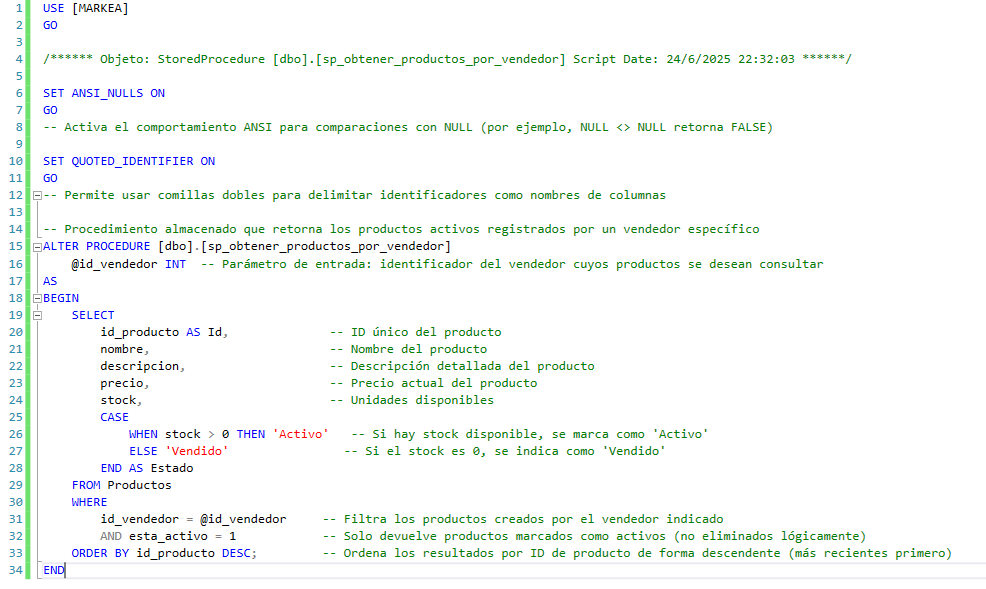 1 USE [MARKEA]
2 GO
3
4 /****** Objeto: StoredProcedure [dbo].[sp_obtener_productos_por_vendedor] Script Date: 24/6/2025 22:32:03 ******/
5
6 SET ANSI_NULLS ON
7 GO
8 -- Activa el comportamiento ANSI para comparaciones con NULL (por ejemplo, NULL <> NULL retorna FALSE)
9
10 SET QUOTED_IDENTIFIER ON
11 GO
12 -- Permite usar comillas dobles para delimitar identificadores como nombres de columnas
13
14 -- Procedimiento almacenado que retorna los productos activos registrados por un vendedor específico
15 ALTER PROCEDURE [dbo].[sp_obtener_productos_por_vendedor]
16     @id_vendedor INT  -- Parámetro de entrada: identificador del vendedor cuyos productos se desean consultar
17 AS
18 BEGIN
19     SELECT
20         id_producto AS Id,              -- ID único del producto
21         nombre,                         -- Nombre del producto
22         descripcion,                    -- Descripción detallada del producto
23         precio,                         -- Precio actual del producto
24         stock,                          -- Unidades disponibles
25         CASE
26             WHEN stock > 0 THEN 'Activo'   -- Si hay stock disponible, se marca como 'Activo'
27             ELSE 'Vendido'                -- Si el stock es 0, se indica como 'Vendido'
28         END AS Estado
29     FROM Productos
30     WHERE
31         id_vendedor = @id_vendedor     -- Filtra los productos creados por el vendedor indicado
32         AND esta_activo = 1            -- Solo devuelve productos marcados como activos (no eliminados lógicamente)
33     ORDER BY id_producto DESC;         -- Ordena los resultados por ID de producto de forma descendente (más recientes primero)
34 END